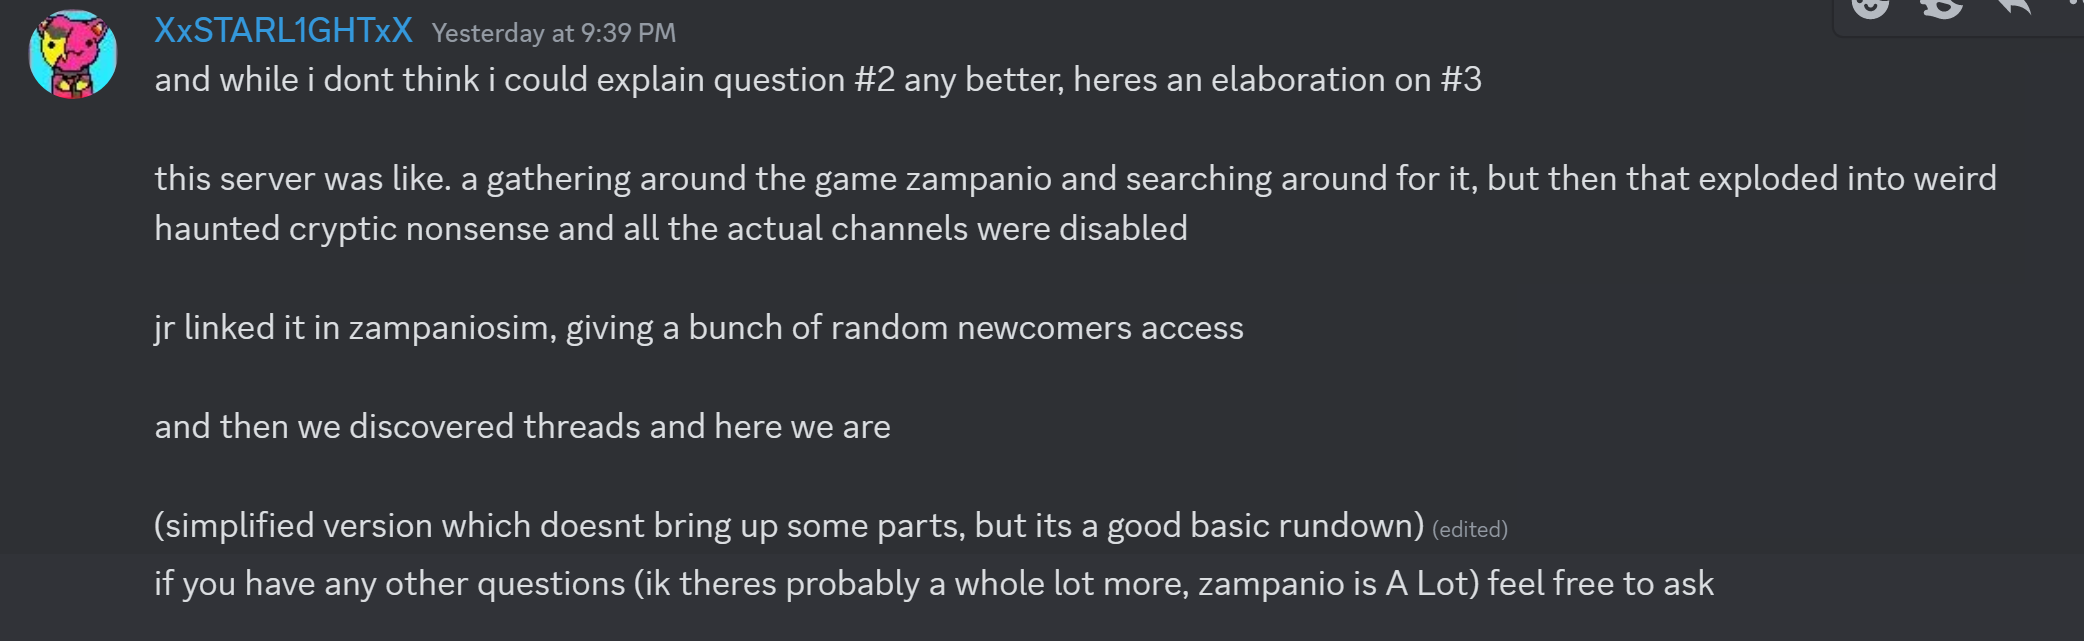 XxSTARL1GHTxX Yesterday at 9:39 PM
and while i dont think i could explain question #2 any better, heres an elaboration on #3
this server was like. a gathering around the game zampanio and searching around for it, but then that exploded into weird
haunted cryptic nonsense and all the actual channels were disabled
jr linked it in zampaniosim, giving a bunch of random newcomers access
and then we discovered threads and here we are
(simplified version which doesnt bring up some parts, but its a good basic rundown) (edited)
if you have any other questions (ik theres probably a whole lot more, zampanio is A Lot) feel free to ask